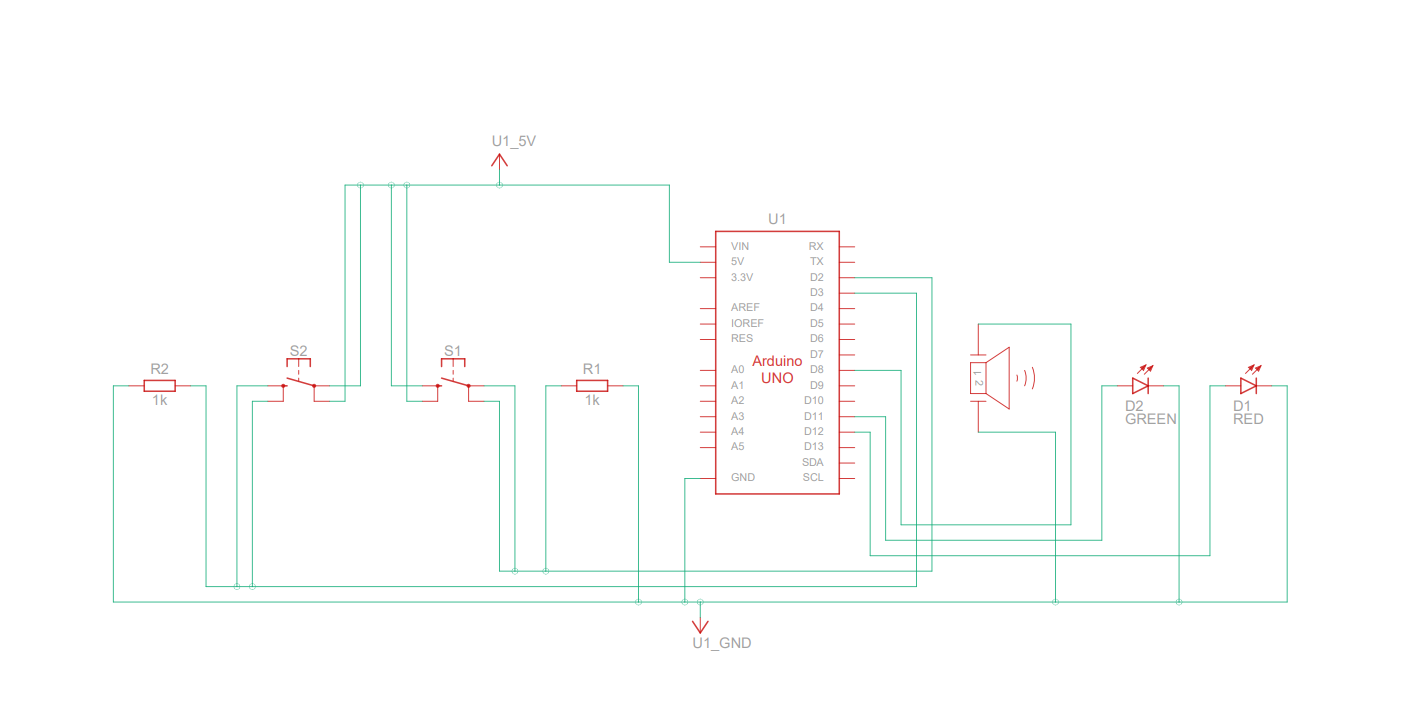 U1_5V
U1
VIN
RX
5V
TX
3.3V
D2
D3
AREF
D4
IOREF
D5
RES
D6
D7
Arduino
UNO
A0
D8
A1
D9
A2
D10
A3
D11
A4
D12
A5
D13
SDA
GND
SCL
R2
1k
S2
S1
R1
1k
1
2
D2
GREEN
D1
RED
U1_GND